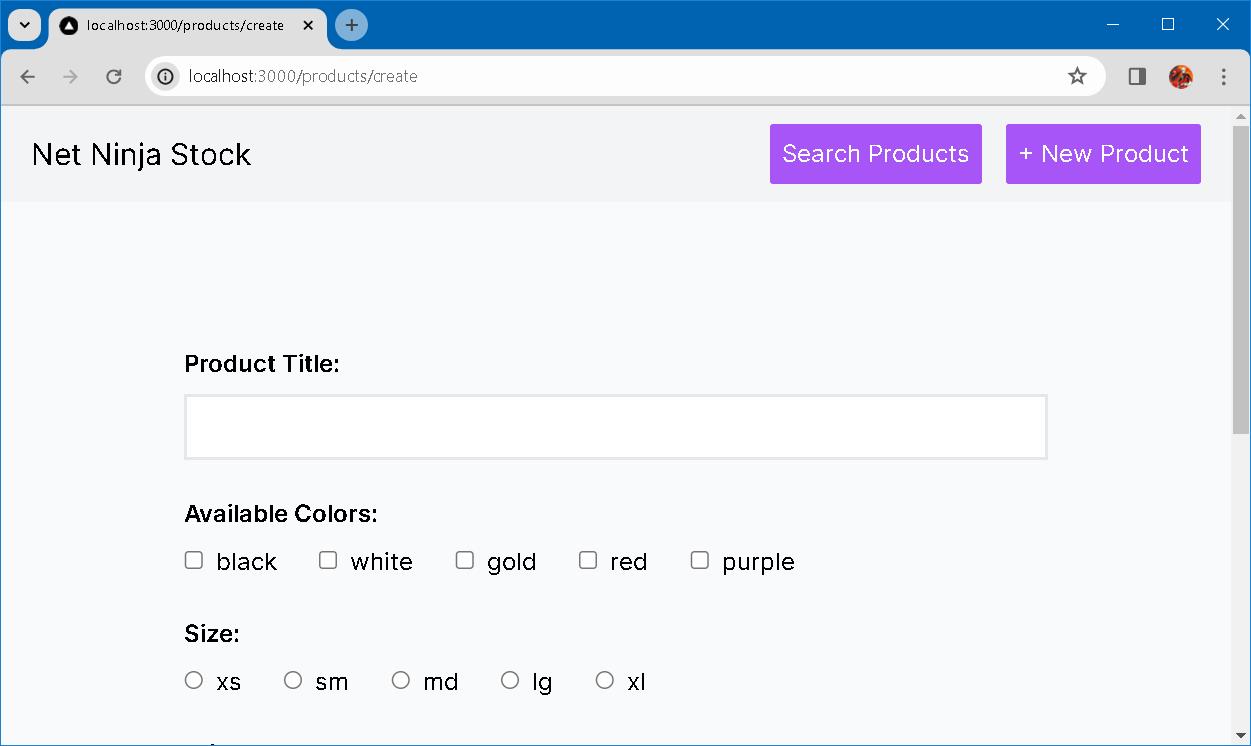 localhost:3000/products/create
localhost:3000/products/create
Net Ninja Stock
Search Products
+ New Product
Product Title:
Available Colors:
black white gold red purple
Size:
xs sm md lg xl